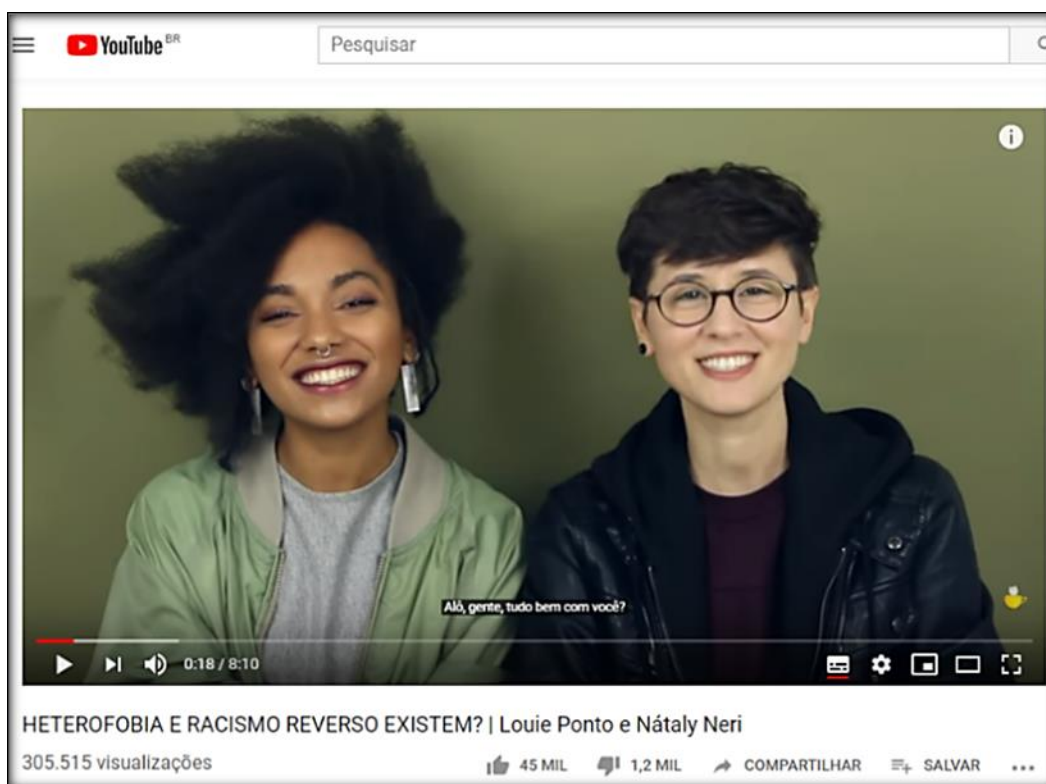 YouTube BR
Pesquisar
Alô, gente, tudo bem com você?
0:18 / 8:10
HETEROFOBIA E RACISMO REVERSO EXISTEM? | Louie Ponto e Nátaly Neri
305.515 visualizações 45 MIL 1,2 MIL COMPARTILHAR SALVAR